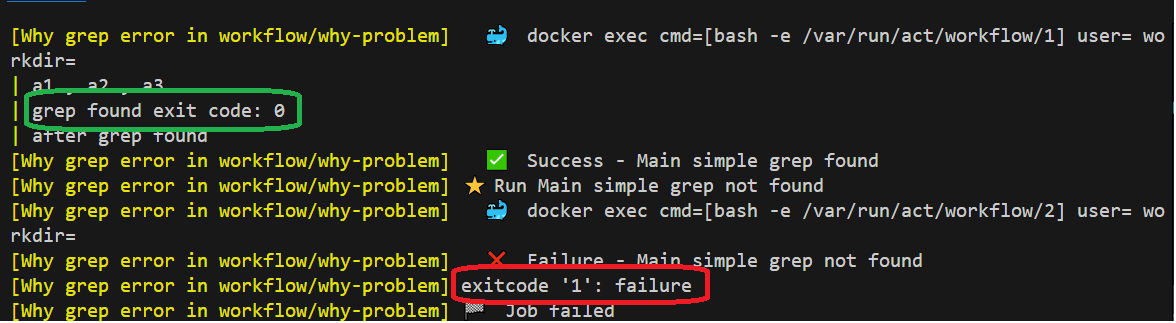 [Why grep error in workflow/why-problem] 🐳 docker exec cmd=[bash -e /var/run/act/workflow/1] user= wo
rkdir=
| a1 , a2 , a3
| grep found exit code: 0
| after grep found
[Why grep error in workflow/why-problem] ✅ Success - Main simple grep found
[Why grep error in workflow/why-problem] ⭐ Run Main simple grep not found
[Why grep error in workflow/why-problem] 🐳 docker exec cmd=[bash -e /var/run/act/workflow/2] user= wo
rkdir=
[Why grep error in workflow/why-problem] ❌ Failure - Main simple grep not found
[Why grep error in workflow/why-problem] exitcode '1': failure
[Why grep error in workflow/why-problem] 🏁 Job failed